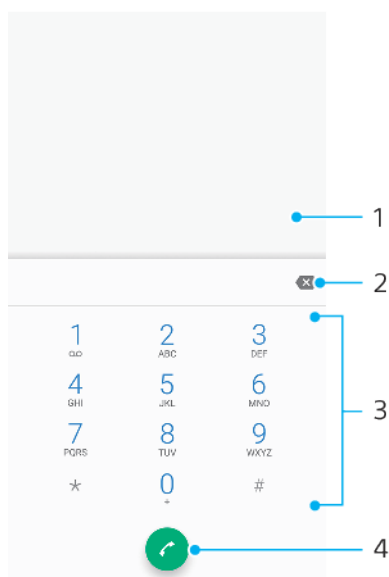 1
2
1 2 3
ABC DEF
4 5 6
GHI JKL MNO
3
7 8 9
PQRS TUV WXYZ
* 0 #
+
4